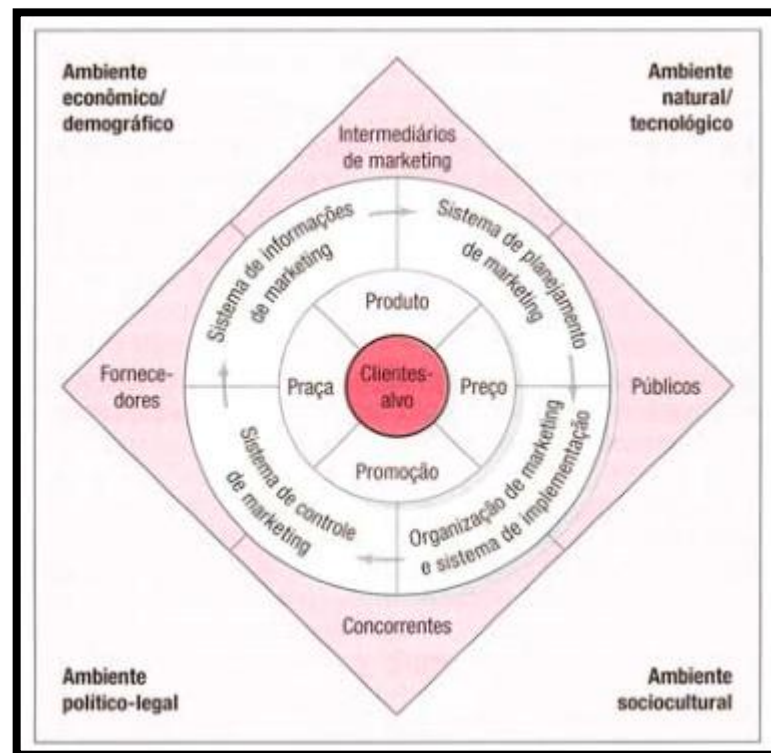 Ambiente
econômico/
demográfico
Ambiente
natural/
tecnológico
Intermediários
de marketing
Sistema de informações
de marketing
Sistema de planejamento
de marketing
Produto
Fornece-
dores
Praça
Clientes-
alvo
Preço
Públicos
Promoção
Sistema de controle
de marketing
Organização de marketing
e sistema de implementação
Concorrentes
Ambiente
político-legal
Ambiente
sociocultural